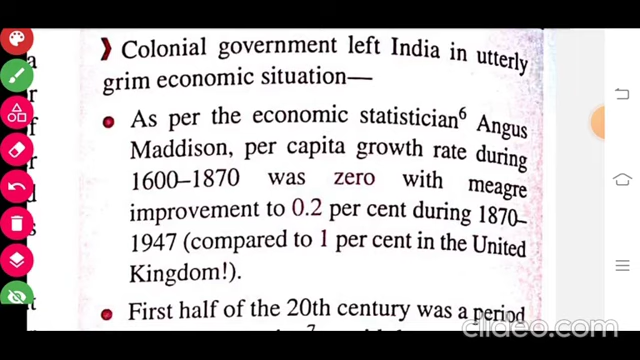 ❯ Colonial government left India in utterly
grim economic situation—
• As per the economic statistician⁶ Angus
Maddison, per capita growth rate during
1600–1870 was zero with meagre
improvement to 0.2 per cent during 1870–
1947 (compared to 1 per cent in the United
Kingdom!).
• First half of the 20th century was a period
clideo.com